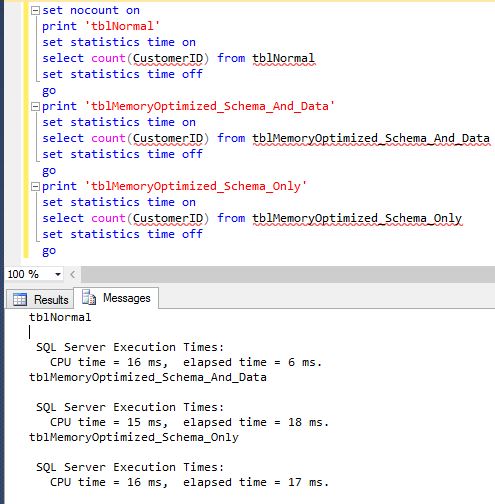 set nocount on
print 'tblNormal'
set statistics time on
select count(CustomerID) from tblNormal
set statistics time off
go
print 'tblMemoryOptimized_Schema_And_Data'
set statistics time on
select count(CustomerID) from tblMemoryOptimized_Schema_And_Data
set statistics time off
go
print 'tblMemoryOptimized_Schema_Only'
set statistics time on
select count(CustomerID) from tblMemoryOptimized_Schema_Only
set statistics time off
go
100 %
Results Messages
tblNormal
SQL Server Execution Times:
CPU time = 16 ms, elapsed time = 6 ms.
tblMemoryOptimized_Schema_And_Data
SQL Server Execution Times:
CPU time = 15 ms, elapsed time = 18 ms.
tblMemoryOptimized_Schema_Only
SQL Server Execution Times:
CPU time = 16 ms, elapsed time = 17 ms.